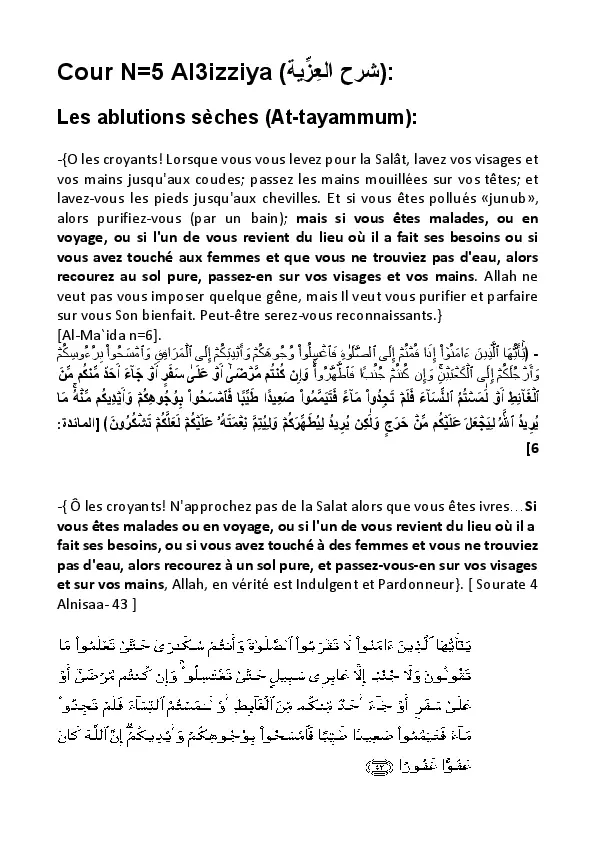 Cour N=5 Al3izziya (شرح العِزِّية):
Les ablutions sèches (At-tayammum):
-{O les croyants! Lorsque vous vous levez pour la Salât, lavez vos visages et
vos mains jusqu'aux coudes; passez les mains mouillées sur vos têtes; et
lavez-vous les pieds jusqu'aux chevilles. Et si vous êtes pollués «junub»,
alors purifiez-vous (par un bain); mais si vous êtes malades, ou en
voyage, ou si l'un de vous revient du lieu où il a fait ses besoins ou si
vous avez touché aux femmes et que vous ne trouviez pas d'eau, alors
recourez au sol pure, passez-en sur vos visages et vos mains. Allah ne
veut pas vous imposer quelque gêne, mais Il veut vous purifier et parfaire
sur vous Son bienfait. Peut-être serez-vous reconnaissants.}
[Al-Ma`ida n=6].
- (يَٰٓأَيُّهَا ٱلَّذِينَ ءَامَنُوٓاْ إِذَا قُمۡتُمۡ إِلَى ٱلصَّلَوٰةِ فَٱغۡسِلُواْ وُجُوهَكُمۡ وَأَيۡدِيَكُمۡ إِلَى ٱلۡمَرَافِقِ وَٱمۡسَحُواْ بِرُءُوسِكُمۡ
وَأَرۡجُلَكُمۡ إِلَى ٱلۡكَعۡبَيۡنِۚ وَإِن كُنتُمۡ جُنُبٗا فَٱطَّهَّرُواْۚ وَإِن كُنتُم مَّرۡضَىٰٓ أَوۡ عَلَىٰ سَفَرٍ أَوۡ جَآءَ أَحَدٞ مِّنكُم مِّنَ
ٱلۡغَآئِطِ أَوۡ لَٰمَسۡتُمُ ٱلنِّسَآءَ فَلَمۡ تَجِدُواْ مَآءٗ فَتَيَمَّمُواْ صَعِيدٗا طَيِّبٗا فَٱمۡسَحُواْ بِوُجُوهِكُمۡ وَأَيۡدِيكُم مِّنۡهُۚ مَا
يُرِيدُ ٱللَّهُ لِيَجۡعَلَ عَلَيۡكُم مِّنۡ حَرَجٖ وَلَٰكِن يُرِيدُ لِيُطَهِّرَكُمۡ وَلِيُتِمَّ نِعۡمَتَهُۥ عَلَيۡكُمۡ لَعَلَّكُمۡ تَشۡكُرُونَ) [المائدة:
6]
-{ Ô les croyants! N'approchez pas de la Salat alors que vous êtes ivres…Si
vous êtes malades ou en voyage, ou si l'un de vous revient du lieu où il a
fait ses besoins, ou si vous avez touché à des femmes et vous ne trouviez
pas d'eau, alors recourez à un sol pure, et passez-vous-en sur vos visages
et sur vos mains, Allah, en vérité est Indulgent et Pardonneur}. [ Sourate 4
Alnisaa- 43 ]
يَٰٓأَيُّهَا ٱلَّذِينَ ءَامَنُواْ لَا تَقۡرَبُواْ ٱلصَّلَوٰةَ وَأَنتُمۡ سُكَٰرَىٰ حَتَّىٰ تَعۡلَمُواْ مَا
تَقُولُونَ وَلَا جُنُبًا إِلَّا عَابِرِي سَبِيلٍ حَتَّىٰ تَغۡتَسِلُواْۚ وَإِن كُنتُم مَّرۡضَىٰٓ أَوۡ
عَلَىٰ سَفَرٍ أَوۡ جَآءَ أَحَدٞ مِّنكُم مِّنَ ٱلۡغَآئِطِ أَوۡ لَٰمَسۡتُمُ ٱلنِّسَآءَ فَلَمۡ تَجِدُواْ
مَآءٗ فَتَيَمَّمُواْ صَعِيدٗا طَيِّبٗا فَٱمۡسَحُواْ بِوُجُوهِكُمۡ وَأَيۡدِيكُمۡۗ إِنَّ ٱللَّهَ كَانَ
عَفُوًّا غَفُورًا ﴿٤٣﴾